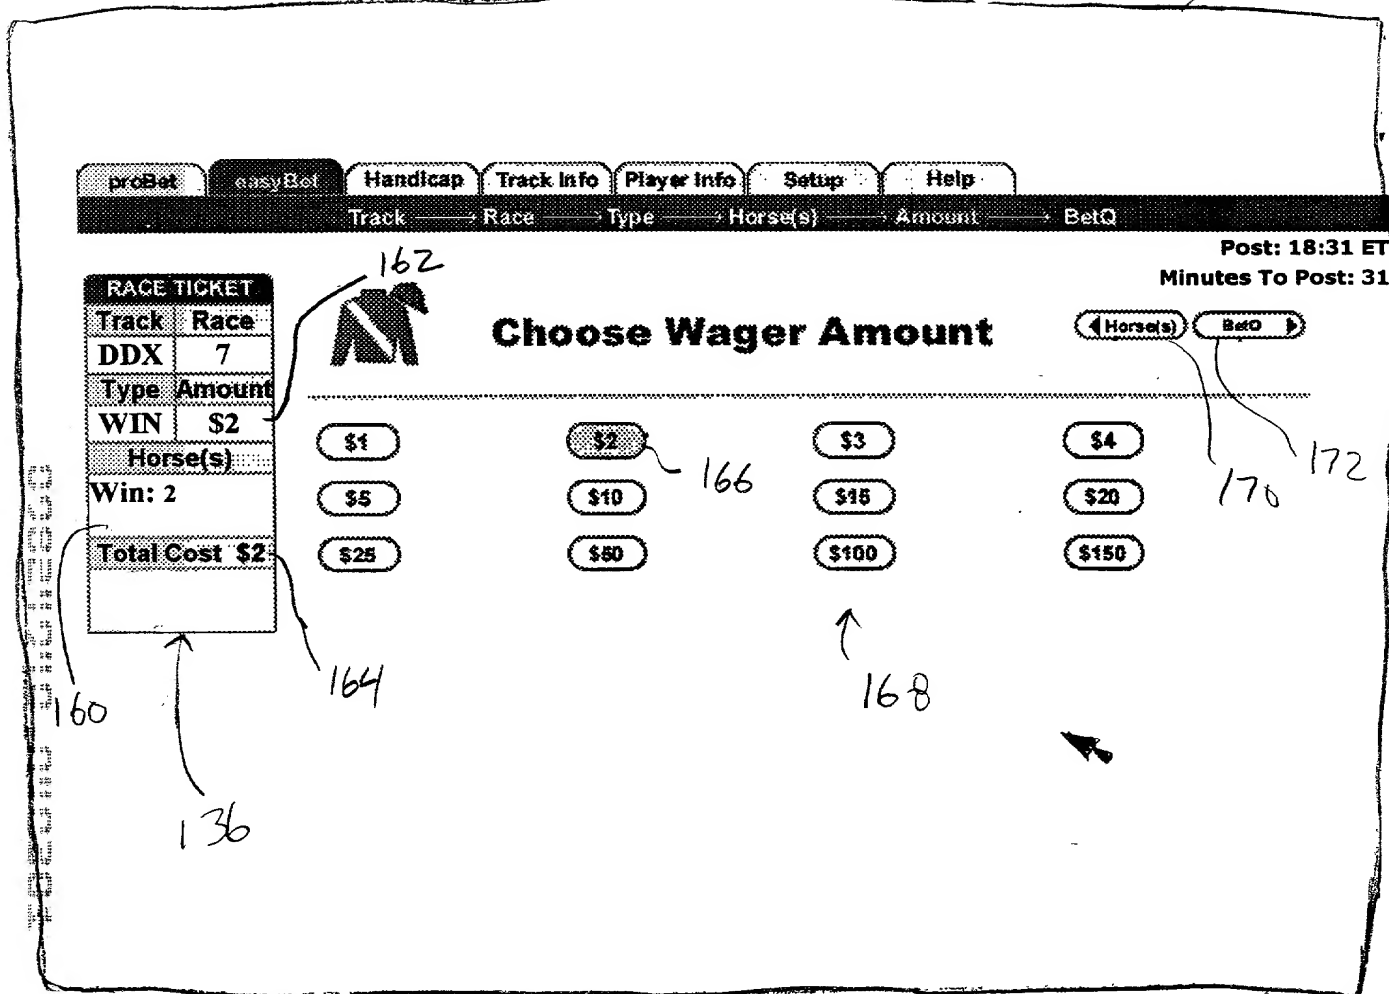 proBet easyBet Handicap Track Info Player Info Setup Help
Track → Race → Type → Horse(s) → Amount → BetQ
Post: 18:31 ET
Minutes To Post: 31
162
RACE TICKET
Track Race
DDX 7
Type Amount
WIN $2
Horse(s)
Win: 2
Total Cost $2
Choose Wager Amount
Horse(s) BetQ
$1 $2 $3 $4
$5 $10 $15 $20
$25 $50 $100 $150
166
170
172
160
164
168
136